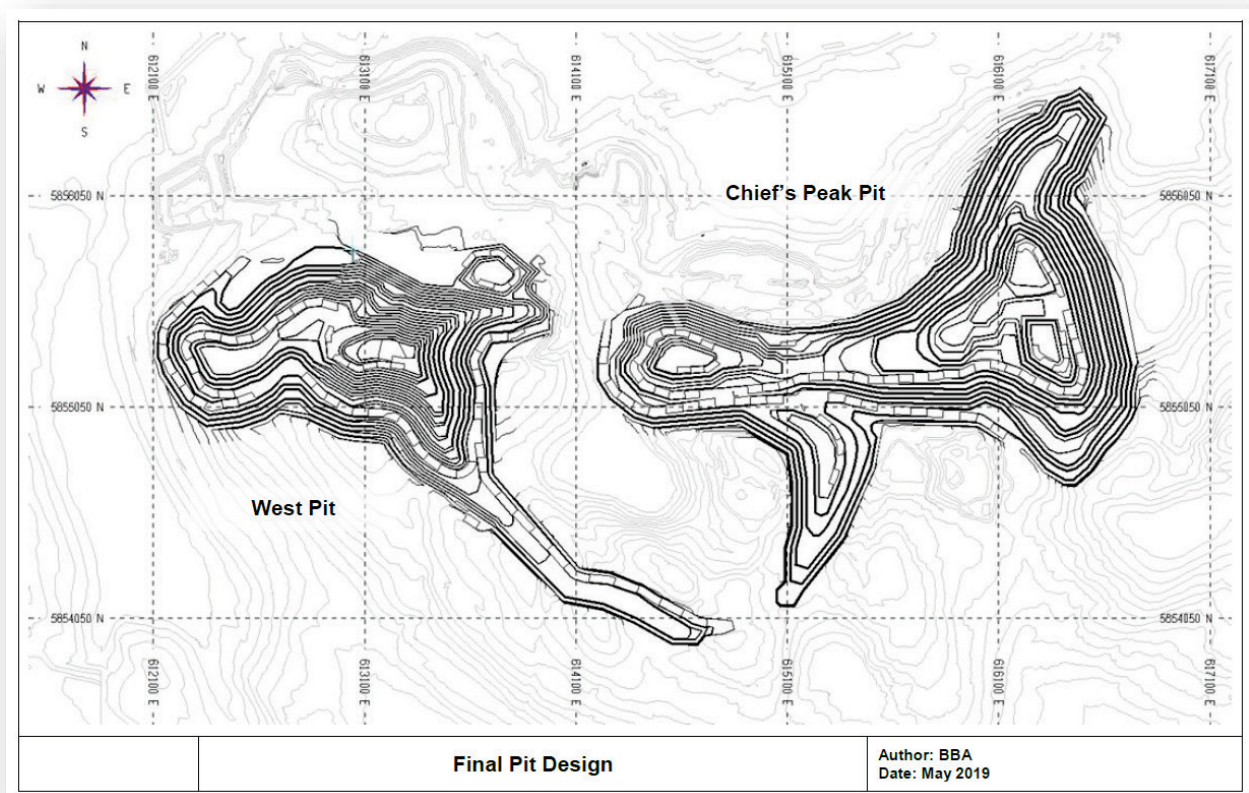 N
W E
S
612100 E 613100 E 614100 E 615100 E 616100 E 617100 E
5856050 N 5856050 N
Chief's Peak Pit
5855050 N 5855050 N
West Pit
5854050 N 5854050 N
612100 E 613100 E 614100 E 615100 E 616100 E 617100 E
Final Pit Design
Author: BBA
Date: May 2019